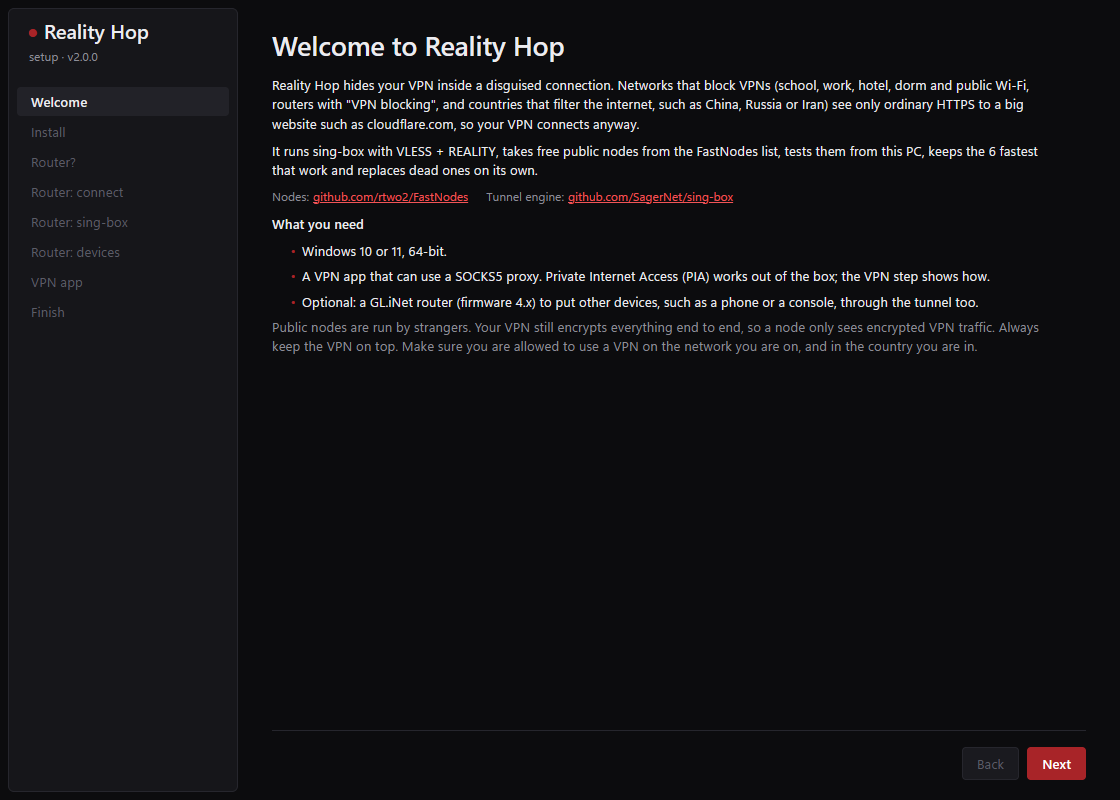 Reality Hop
setup · v2.0.0
Welcome
Install
Router?
Router: connect
Router: sing-box
Router: devices
VPN app
Finish
Welcome to Reality Hop
Reality Hop hides your VPN inside a disguised connection. Networks that block VPNs (school, work, hotel, dorm and public Wi-Fi,
routers with "VPN blocking", and countries that filter the internet, such as China, Russia or Iran) see only ordinary HTTPS to a big
website such as cloudflare.com, so your VPN connects anyway.
It runs sing-box with VLESS + REALITY, takes free public nodes from the FastNodes list, tests them from this PC, keeps the 6 fastest
that work and replaces dead ones on its own.
Nodes: github.com/rtwo2/FastNodes Tunnel engine: github.com/SagerNet/sing-box
What you need
• Windows 10 or 11, 64-bit.
• A VPN app that can use a SOCKS5 proxy. Private Internet Access (PIA) works out of the box; the VPN step shows how.
• Optional: a GL.iNet router (firmware 4.x) to put other devices, such as a phone or a console, through the tunnel too.
Public nodes are run by strangers. Your VPN still encrypts everything end to end, so a node only sees encrypted VPN traffic. Always
keep the VPN on top. Make sure you are allowed to use a VPN on the network you are on, and in the country you are in.
Back
Next